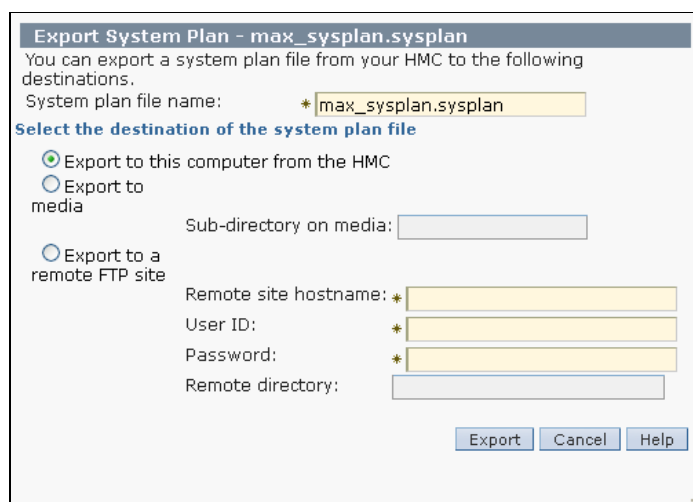 Export System Plan - max_sysplan.sysplan
You can export a system plan file from your HMC to the following
destinations.
System plan file name: * max_sysplan.sysplan
Select the destination of the system plan file
Export to this computer from the HMC
Export to
media
Sub-directory on media:
Export to a
remote FTP site
Remote site hostname: *
User ID: *
Password: *
Remote directory:
Export Cancel Help